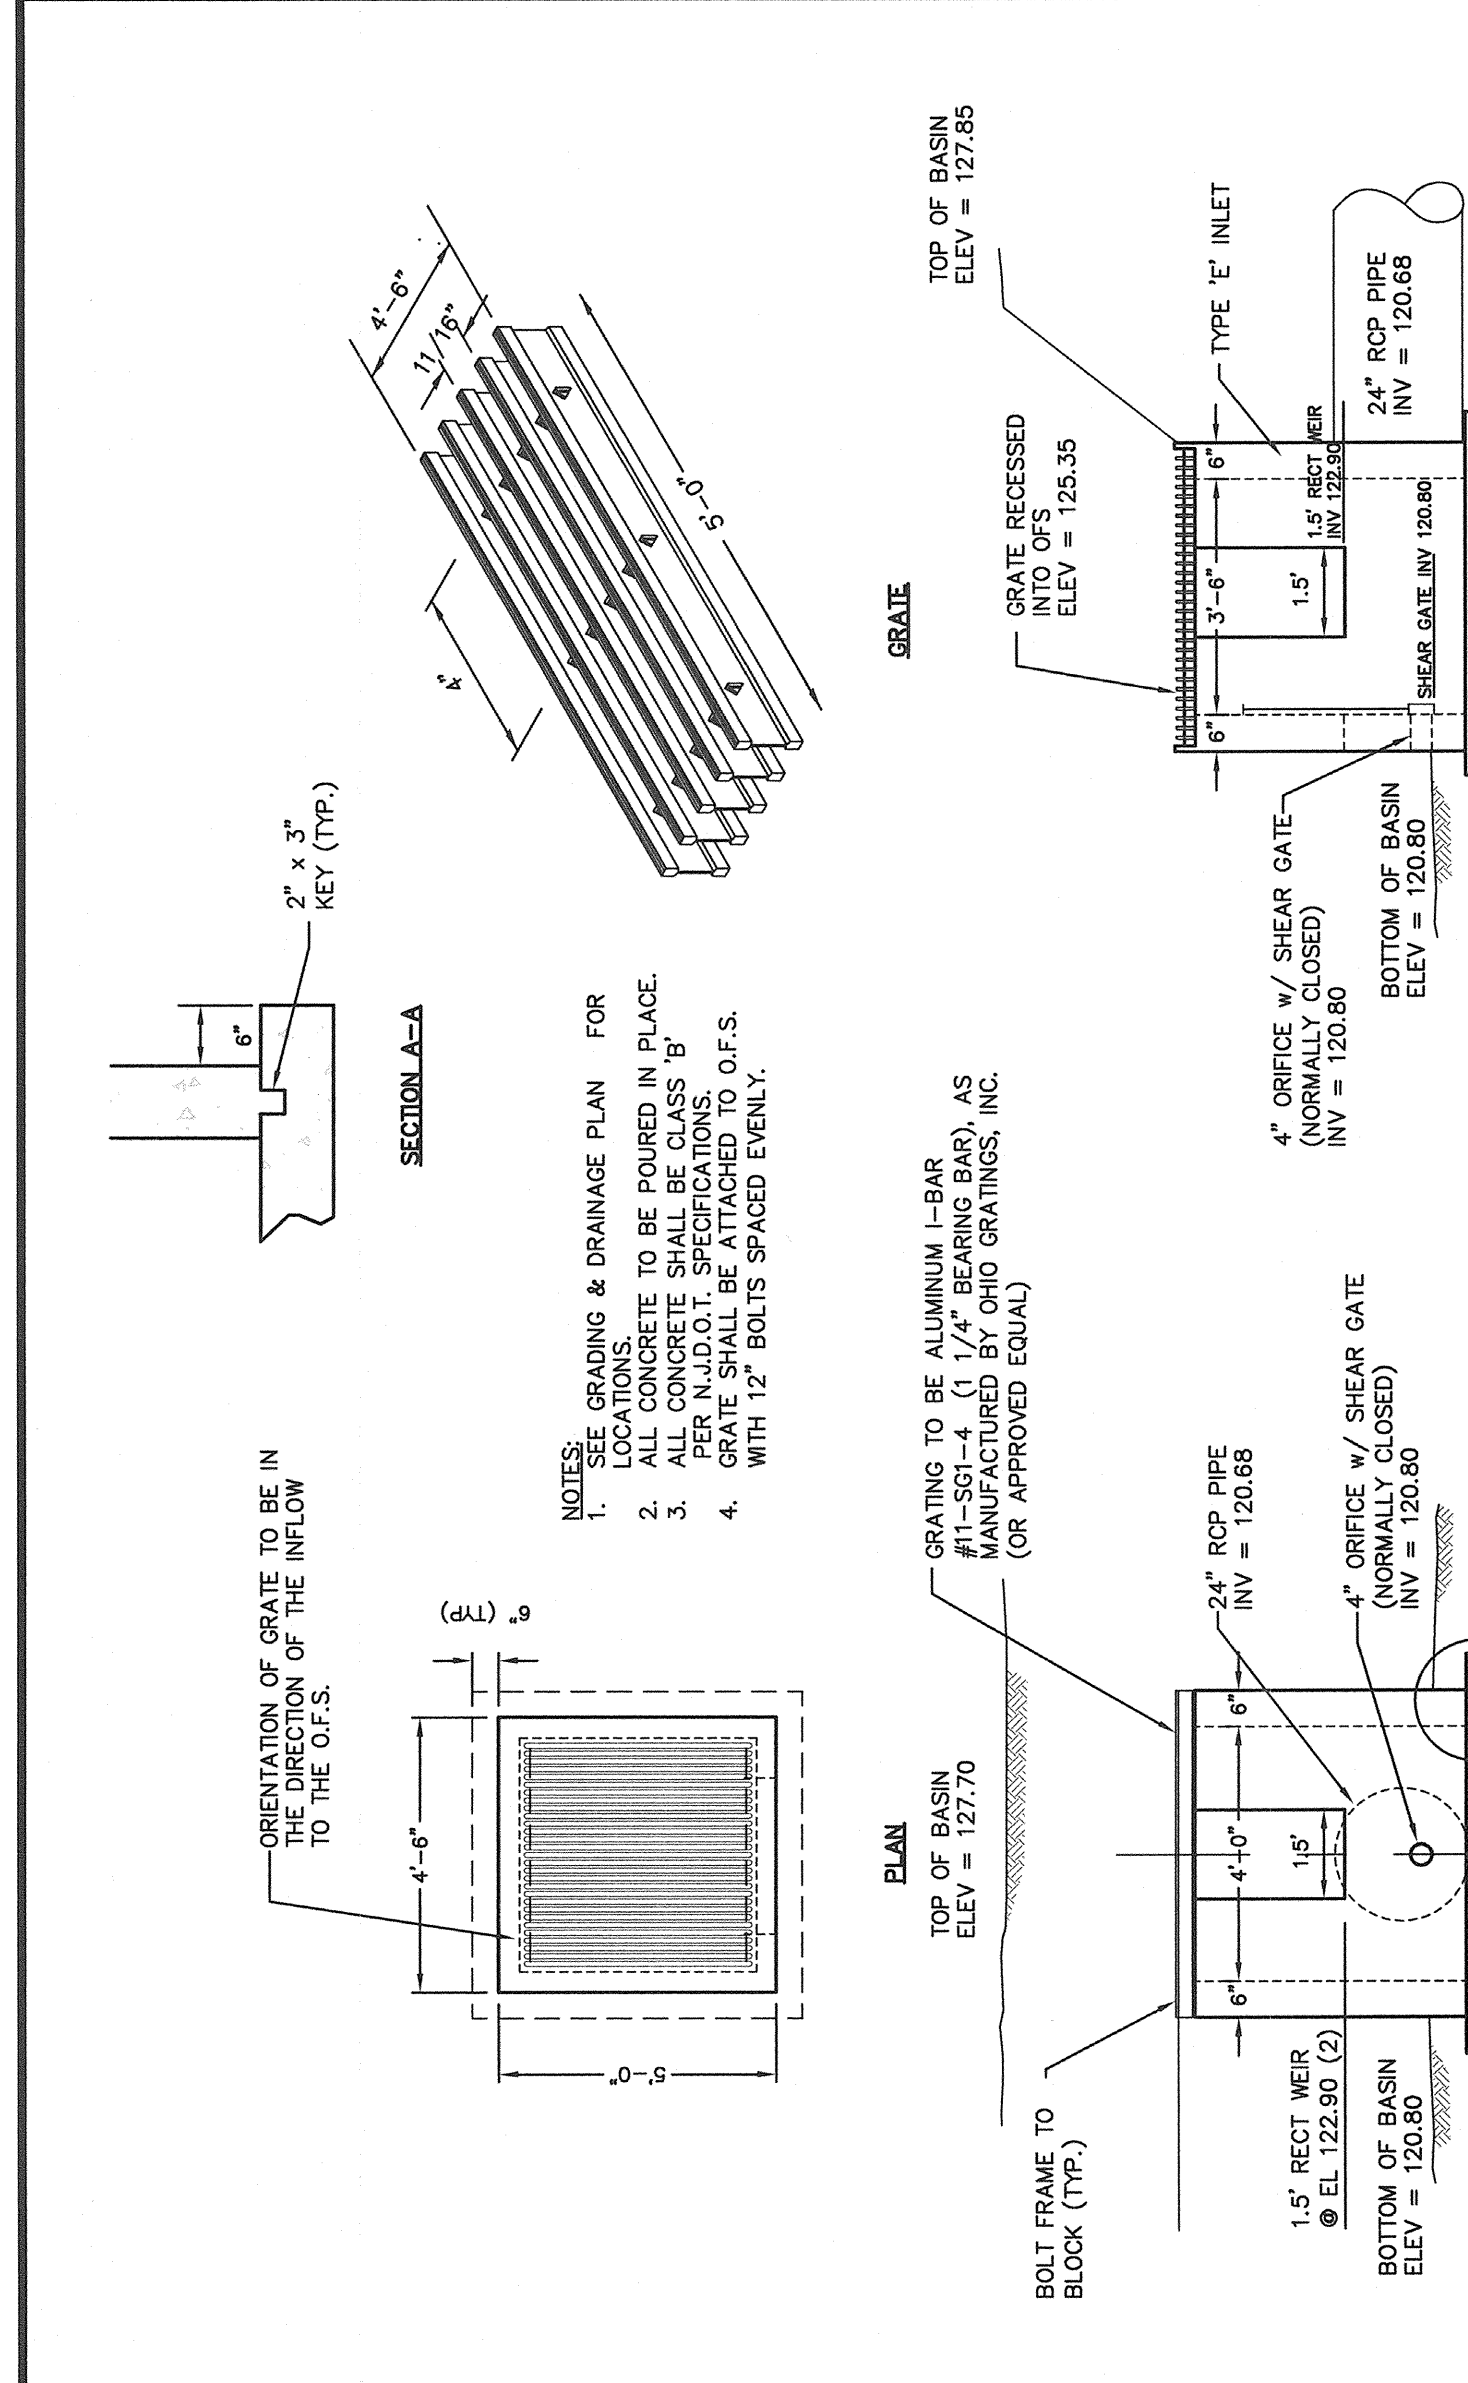 ORIENTATION OF GRATE TO BE IN
THE DIRECTION OF THE INFLOW
TO THE O.F.S.
4'-6"
5'-0"
6" (TYP)
PLAN
6"
2" x 3"
KEY (TYP.)
SECTION A-A
NOTES:
1. SEE GRADING & DRAINAGE PLAN FOR
LOCATIONS.
2. ALL CONCRETE TO BE POURED IN PLACE.
3. ALL CONCRETE SHALL BE CLASS 'B'
PER N.J.D.O.T. SPECIFICATIONS.
4. GRATE SHALL BE ATTACHED TO O.F.S.
WITH 12" BOLTS SPACED EVENLY.
4'-6"
11/16"
4"
5'-0"
GRATE
TOP OF BASIN
ELEV = 127.70
GRATING TO BE ALUMINUM I-BAR
#11-SG1-4 (1 1/4" BEARING BAR), AS
MANUFACTURED BY OHIO GRATINGS, INC.
(OR APPROVED EQUAL)
BOLT FRAME TO
BLOCK (TYP.)
6"
4'-0"
6"
1.5'
24" RCP PIPE
INV = 120.68
1.5' RECT WEIR
@ EL 122.90 (2)
4" ORIFICE w/ SHEAR GATE
(NORMALLY CLOSED)
INV = 120.80
BOTTOM OF BASIN
ELEV = 120.80
TOP OF BASIN
ELEV = 127.85
GRATE RECESSED
INTO OFS
ELEV = 125.35
TYPE 'E' INLET
6"
3'-6"
6"
1.5'
1.5' RECT WEIR
INV 122.90
24" RCP PIPE
INV = 120.68
SHEAR GATE INV 120.80
4" ORIFICE w/ SHEAR GATE
(NORMALLY CLOSED)
INV = 120.80
BOTTOM OF BASIN
ELEV = 120.80